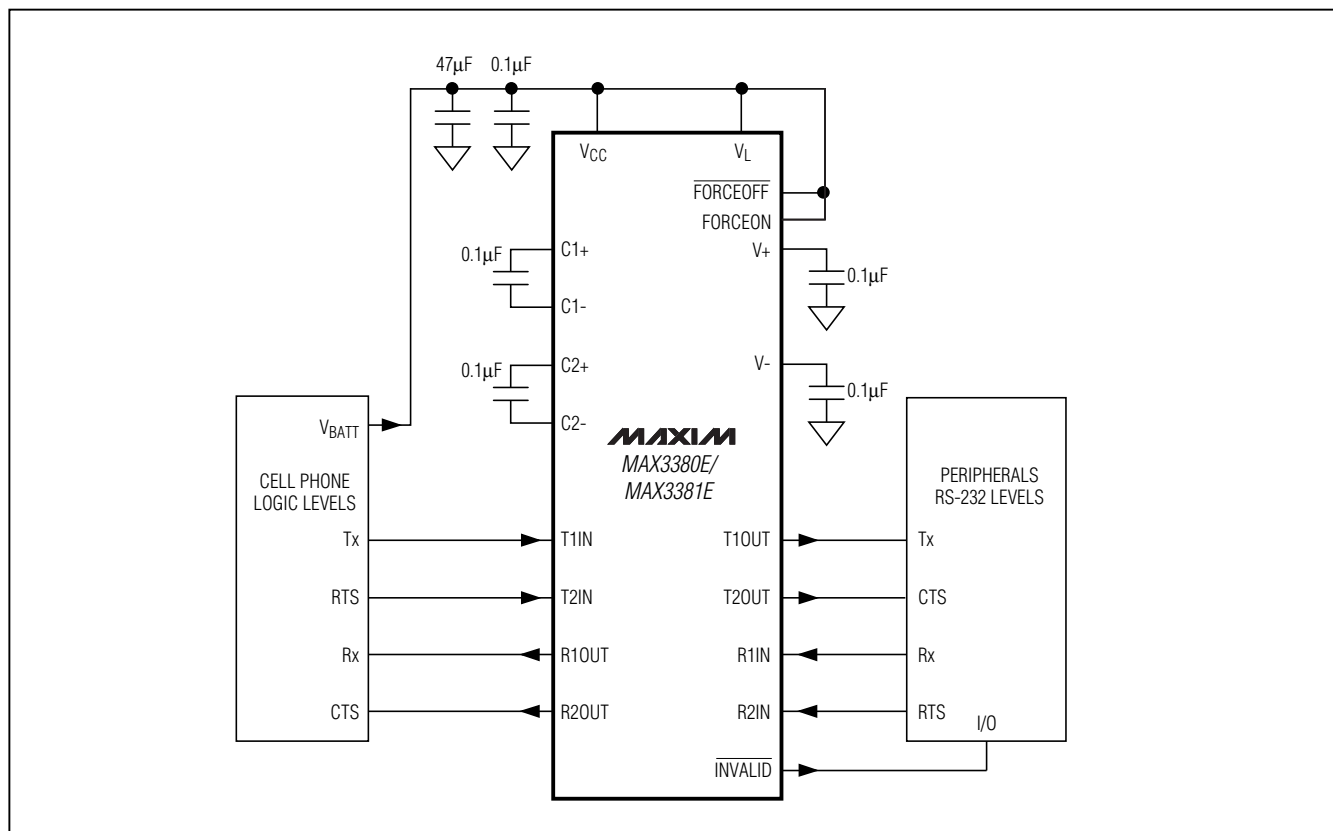 47µF 0.1µF
VCC VL
FORCEOFF
FORCEON
0.1µF C1+ V+
0.1µF
C1-
0.1µF C2+ V-
0.1µF
C2-
VBATT
MAXIM
MAX3380E/
MAX3381E
CELL PHONE
LOGIC LEVELS
PERIPHERALS
RS-232 LEVELS
Tx T1IN T1OUT Tx
RTS T2IN T2OUT CTS
Rx R1OUT R1IN Rx
CTS R2OUT R2IN RTS
I/O
INVALID